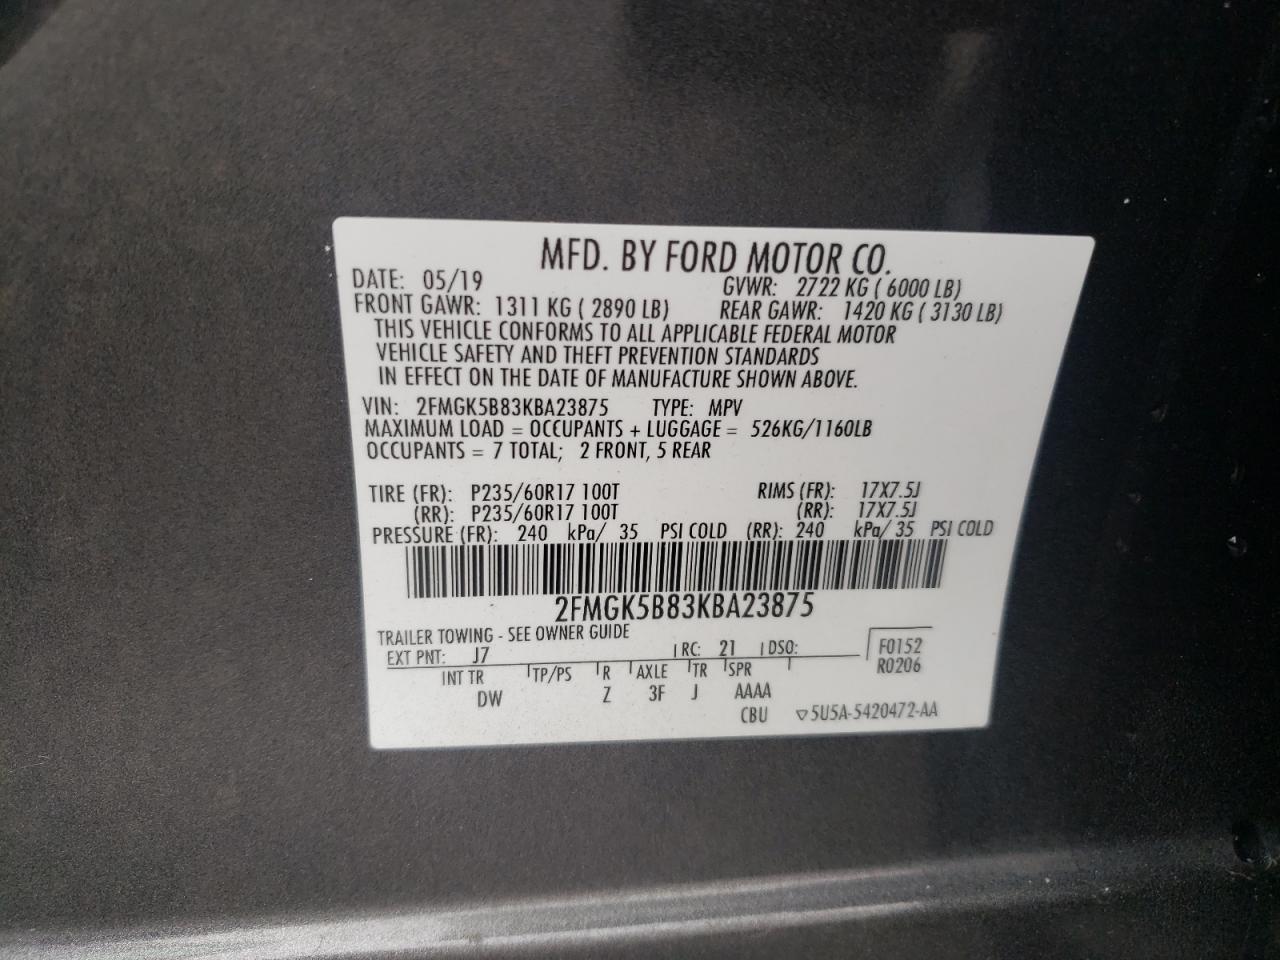 MFD. BY FORD MOTOR CO.
DATE: 05/19 GVWR: 2722 KG ( 6000 LB)
FRONT GAWR: 1311 KG ( 2890 LB) REAR GAWR: 1420 KG ( 3130 LB)
THIS VEHICLE CONFORMS TO ALL APPLICABLE FEDERAL MOTOR
VEHICLE SAFETY AND THEFT PREVENTION STANDARDS
IN EFFECT ON THE DATE OF MANUFACTURE SHOWN ABOVE.
VIN: 2FMGK5B83KBA23875 TYPE: MPV
MAXIMUM LOAD = OCCUPANTS + LUGGAGE = 526KG/1160LB
OCCUPANTS = 7 TOTAL; 2 FRONT, 5 REAR
TIRE (FR): P235/60R17 100T RIMS (FR): 17X7.5J
(RR): P235/60R17 100T (RR): 17X7.5J
PRESSURE (FR): 240 kPa/ 35 PSI COLD (RR): 240 kPa/ 35 PSI COLD
2FMGK5B83KBA23875
TRAILER TOWING - SEE OWNER GUIDE
EXT PNT: J7 RC: 21 DSO: F0152
R0206
INT TR TP/PS R AXLE TR SPR
DW Z 3F J AAAA
CBU ▽5U5A-5420472-AA